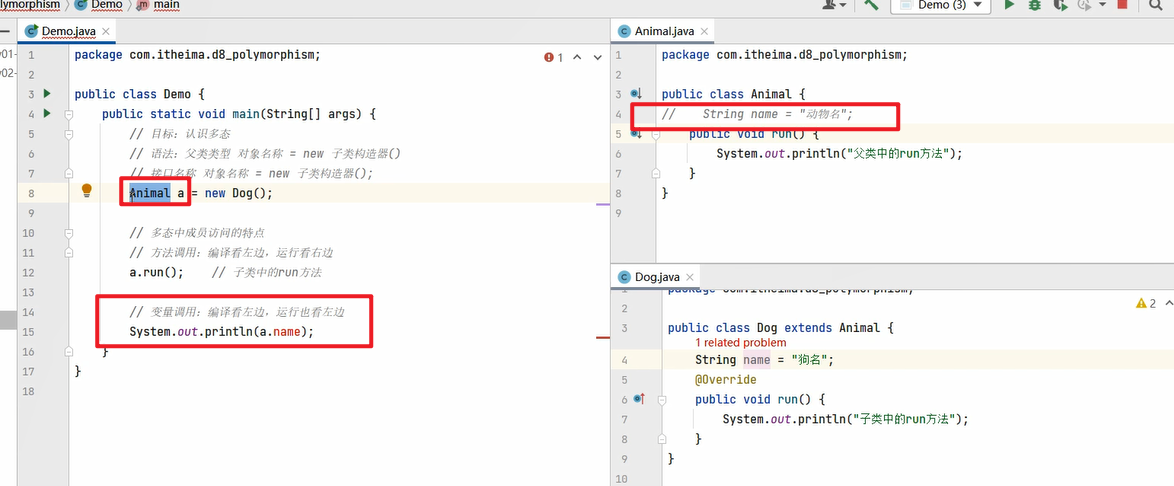 olymorphism > Demo > main
Demo (3)
Demo.java
1 package com.itheima.d8_polymorphism;
1
2
3 public class Demo {
4 public static void main(String[] args) {
5 // 目标：认识多态
6 // 语法：父类类型 对象名称 = new 子类构造器()
7 // 接口名称 对象名称 = new 子类构造器();
8 Animal a = new Dog();
9
10 // 多态中成员访问的特点
11 // 方法调用：编译看左边，运行看右边
12 a.run(); // 子类中的run方法
13
14 // 变量调用：编译看左边，运行也看左边
15 System.out.println(a.name);
16 }
17 }
18
Animal.java
1 package com.itheima.d8_polymorphism;
2
3 public class Animal {
4 // String name = "动物名";
5 public void run() {
6 System.out.println("父类中的run方法");
7 }
8 }
9
Dog.java
1 package com.itheima.d8_polymorphism;
2
2
3 public class Dog extends Animal {
1 related problem
4 String name = "狗名";
5 @Override
6 public void run() {
7 System.out.println("子类中的run方法");
8 }
9 }
10